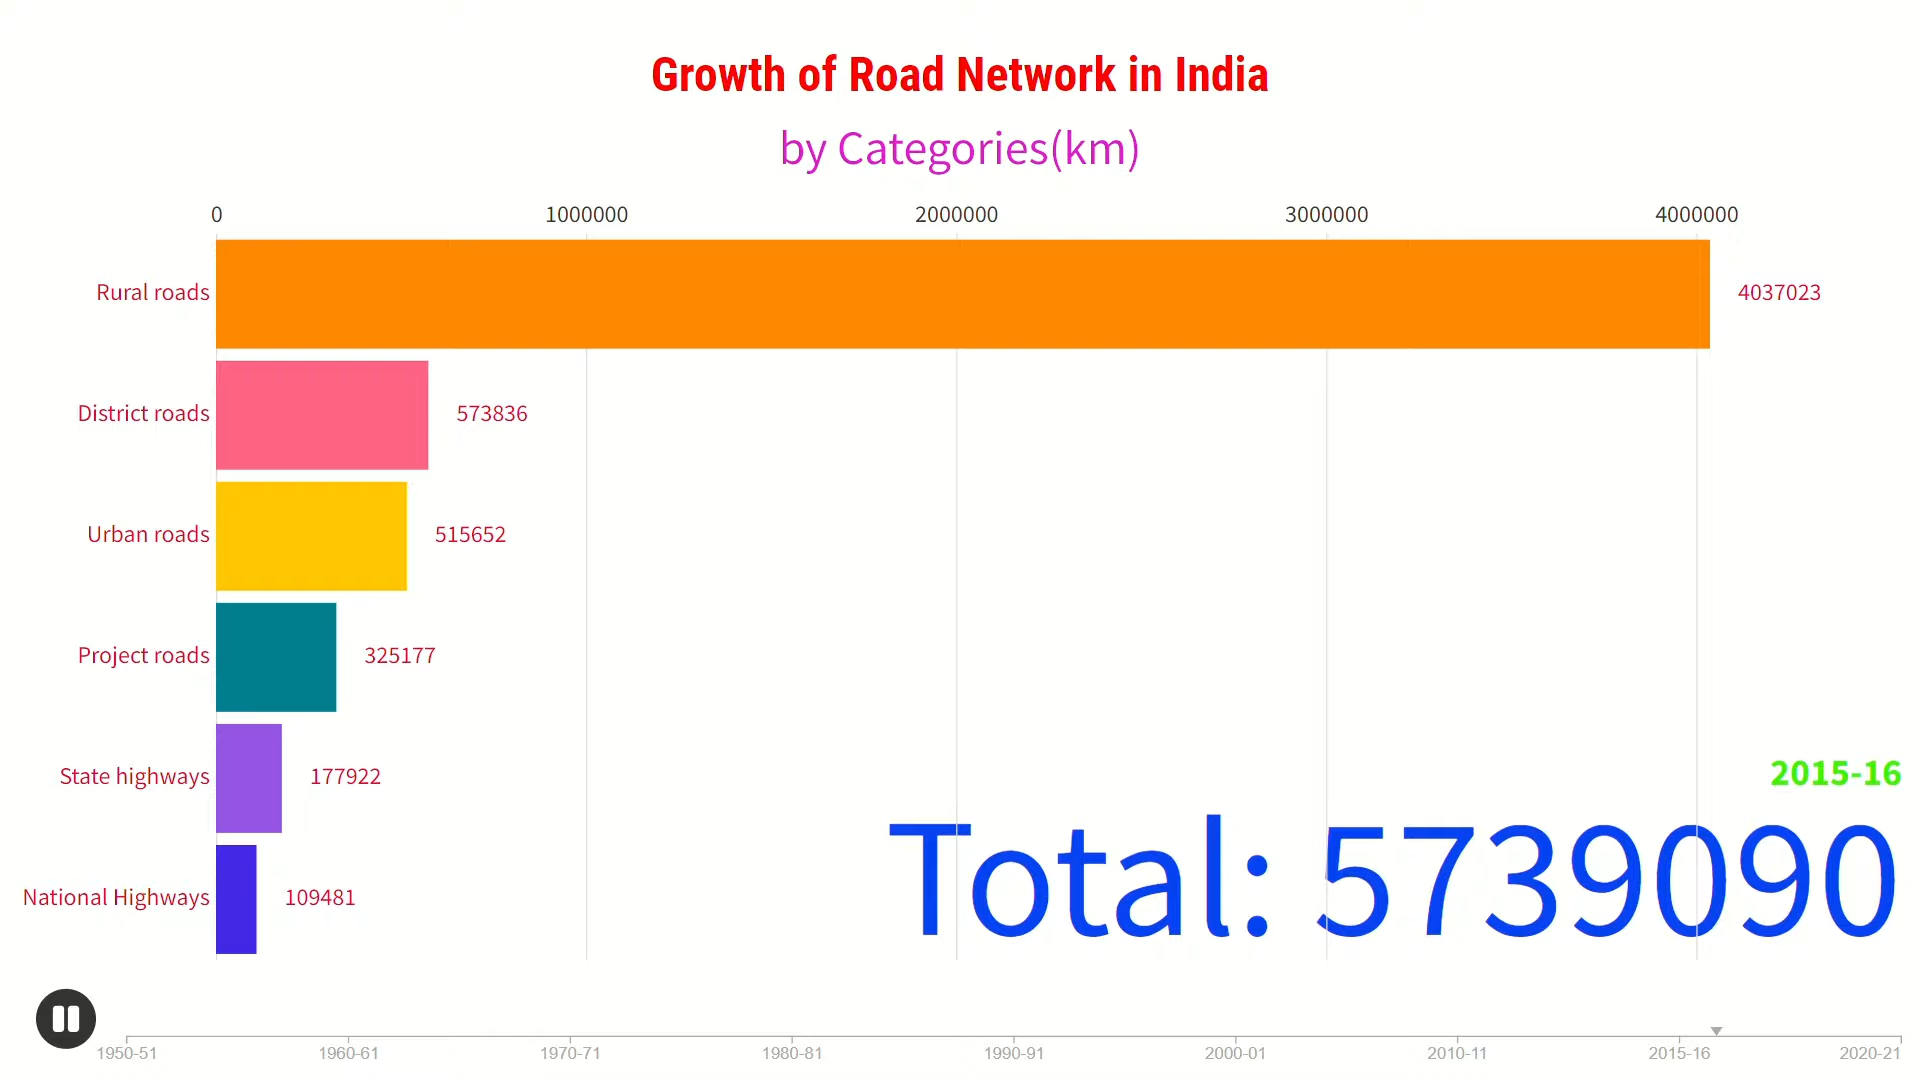 Growth of Road Network in India
by Categories(km)
0 1000000 2000000 3000000 4000000
Rural roads 4037023
District roads 573836
Urban roads 515652
Project roads 325177
State highways 177922
2015-16
Total: 5739090
National Highways 109481
1950-51 1960-61 1970-71 1980-81 1990-91 2000-01 2010-11 2015-16 2020-21